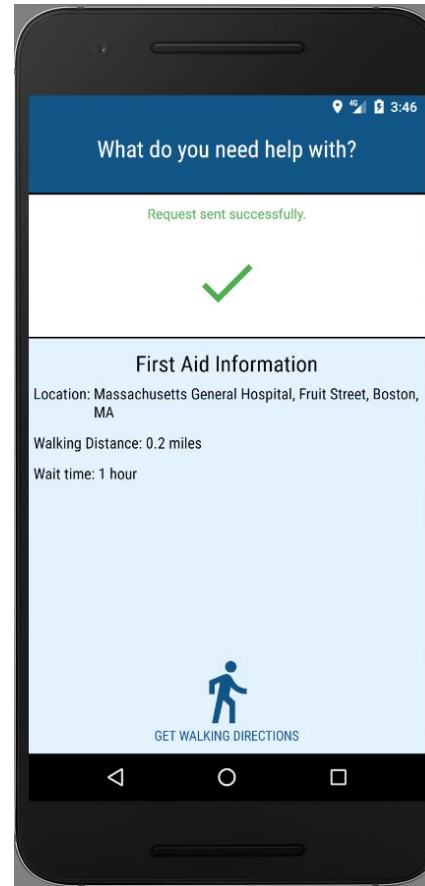 4G 3:46
What do you need help with?
Request sent successfully.
First Aid Information
Location: Massachusetts General Hospital, Fruit Street, Boston,
MA
Walking Distance: 0.2 miles
Wait time: 1 hour
GET WALKING DIRECTIONS